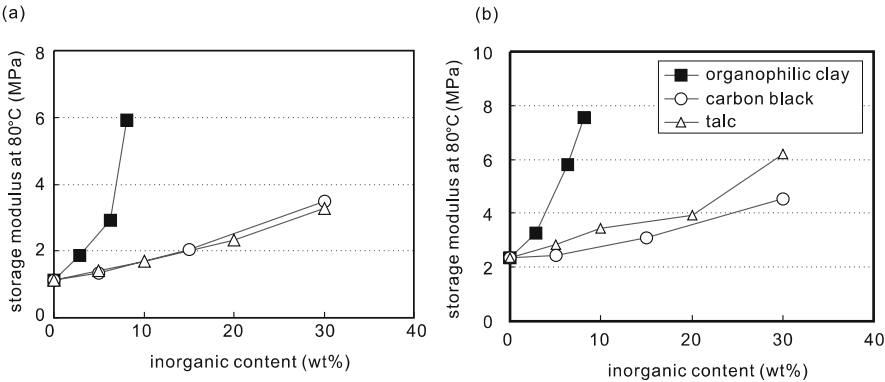 (a)
8
6
4
2
0
0
10
20
30
40
storage modulus at 80°C (MPa)
inorganic content (wt%)
(b)
10
8
6
4
2
0
0
10
20
30
40
storage modulus at 80°C (MPa)
inorganic content (wt%)
organophilic clay
carbon black
talc